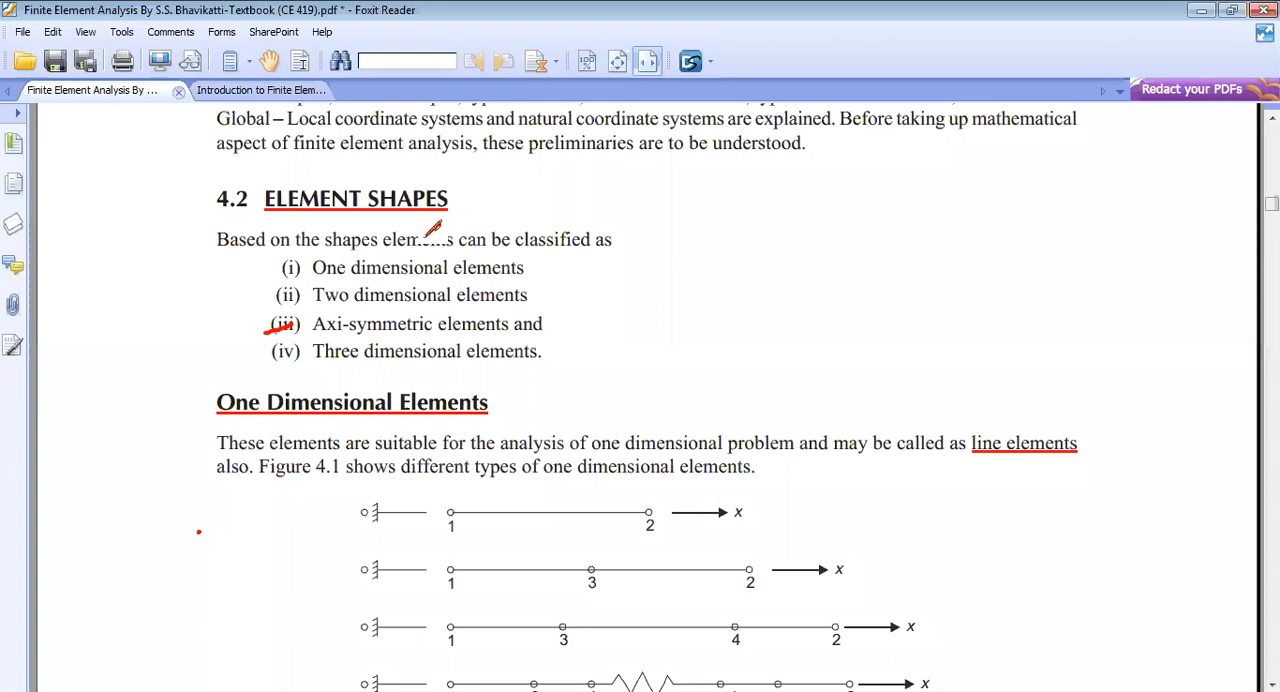 Finite Element Analysis By S.S. Bhavikatti-Textbook (CE 419).pdf * - Foxit Reader
File Edit View Tools Comments Forms SharePoint Help
Finite Element Analysis By ... Introduction to Finite Elem... Redact your PDFs
Global – Local coordinate systems and natural coordinate systems are explained. Before taking up mathematical
aspect of finite element analysis, these preliminaries are to be understood.
4.2 ELEMENT SHAPES
Based on the shapes elements can be classified as
(i) One dimensional elements
(ii) Two dimensional elements
(iii) Axi-symmetric elements and
(iv) Three dimensional elements.
One Dimensional Elements
These elements are suitable for the analysis of one dimensional problem and may be called as line elements
also. Figure 4.1 shows different types of one dimensional elements.
x
1 2
x
1 3 2
x
1 3 4 2
x